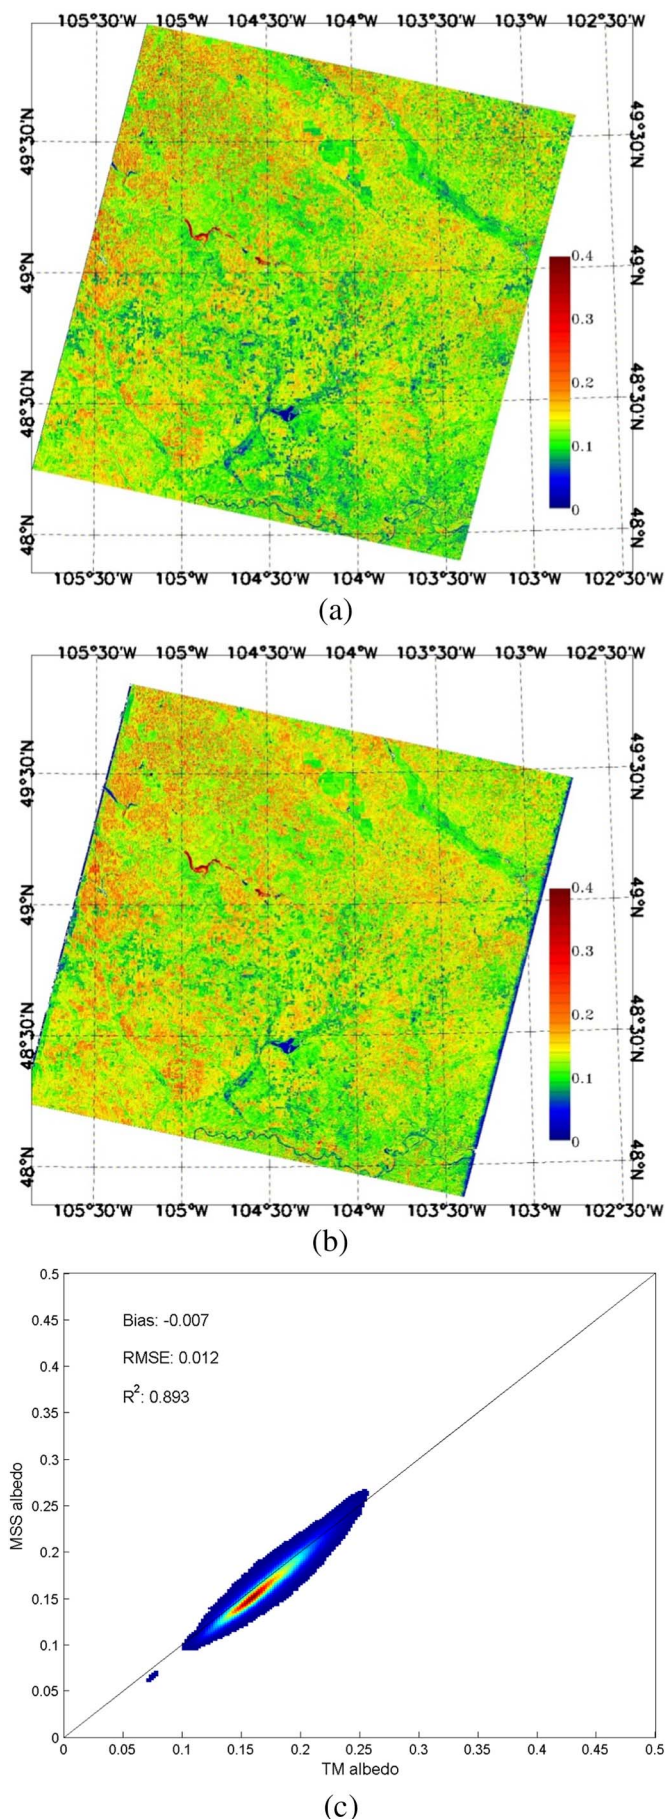 105°30'W 105°W 104°30'W 104°W 103°30'W 103°W 102°30'W
49°30'N 49°30'N
49°N 49°N
0.4
0.3
48°30'N 0.2 48°30'N
0.1
48°N 0 48°N
105°30'W 105°W 104°30'W 104°W 103°30'W 103°W 102°30'W
(a)
105°30'W 105°W 104°30'W 104°W 103°30'W 103°W 102°30'W
49°30'N 49°30'N
49°N 49°N
0.4
0.3
48°30'N 0.2 48°30'N
0.1
48°N 0 48°N
105°30'W 105°W 104°30'W 104°W 103°30'W 103°W 102°30'W
(b)
0.5
0.45
Bias: -0.007
0.4
RMSE: 0.012
R²: 0.893
0.35
0.3
MSS albedo
0.25
0.2
0.15
0.1
0.05
0
0 0.05 0.1 0.15 0.2 0.25 0.3 0.35 0.4 0.45 0.5
TM albedo
(c)